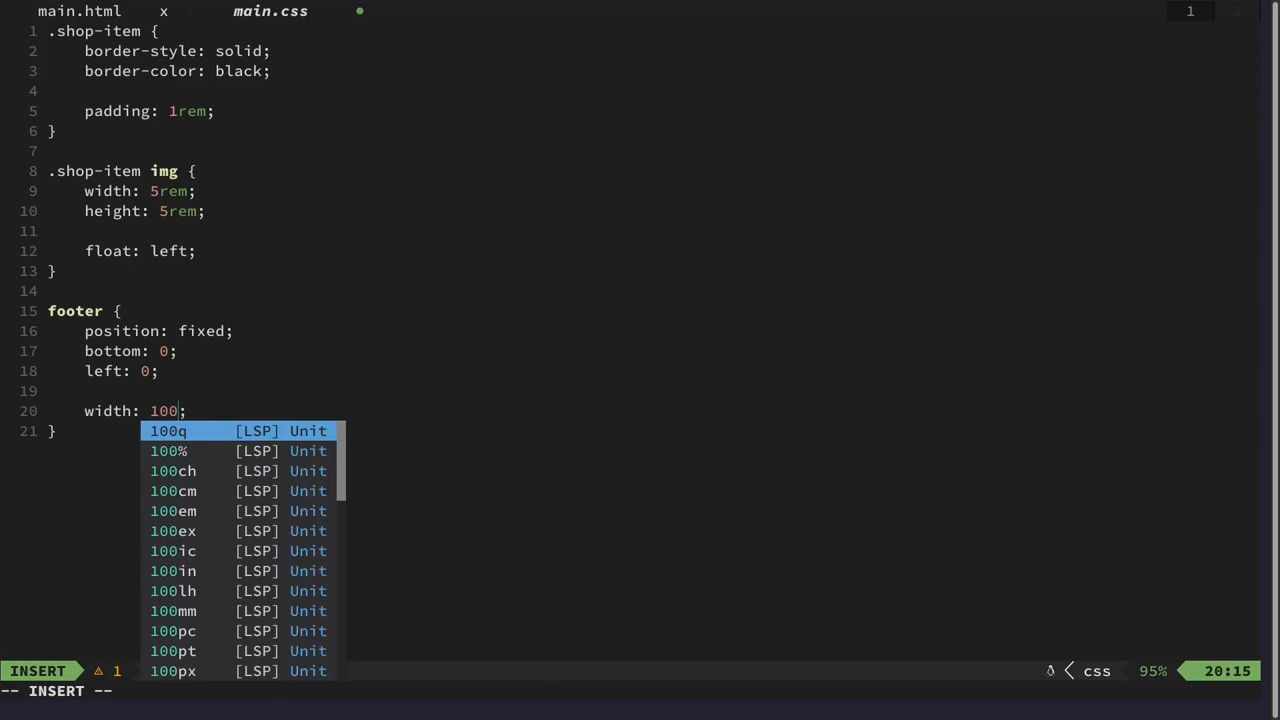 main.html x main.css 1
1 .shop-item {
2 border-style: solid;
3 border-color: black;
4
5 padding: 1rem;
6 }
7
8 .shop-item img {
9 width: 5rem;
10 height: 5rem;
11
12 float: left;
13 }
14
15 footer {
16 position: fixed;
17 bottom: 0;
18 left: 0;
19
20 width: 100;
21 }
100q [LSP] Unit
100% [LSP] Unit
100ch [LSP] Unit
100cm [LSP] Unit
100em [LSP] Unit
100ex [LSP] Unit
100ic [LSP] Unit
100in [LSP] Unit
100lh [LSP] Unit
100mm [LSP] Unit
100pc [LSP] Unit
100pt [LSP] Unit
100px [LSP] Unit
INSERT ⚠ 1 css 95% 20:15
-- INSERT --